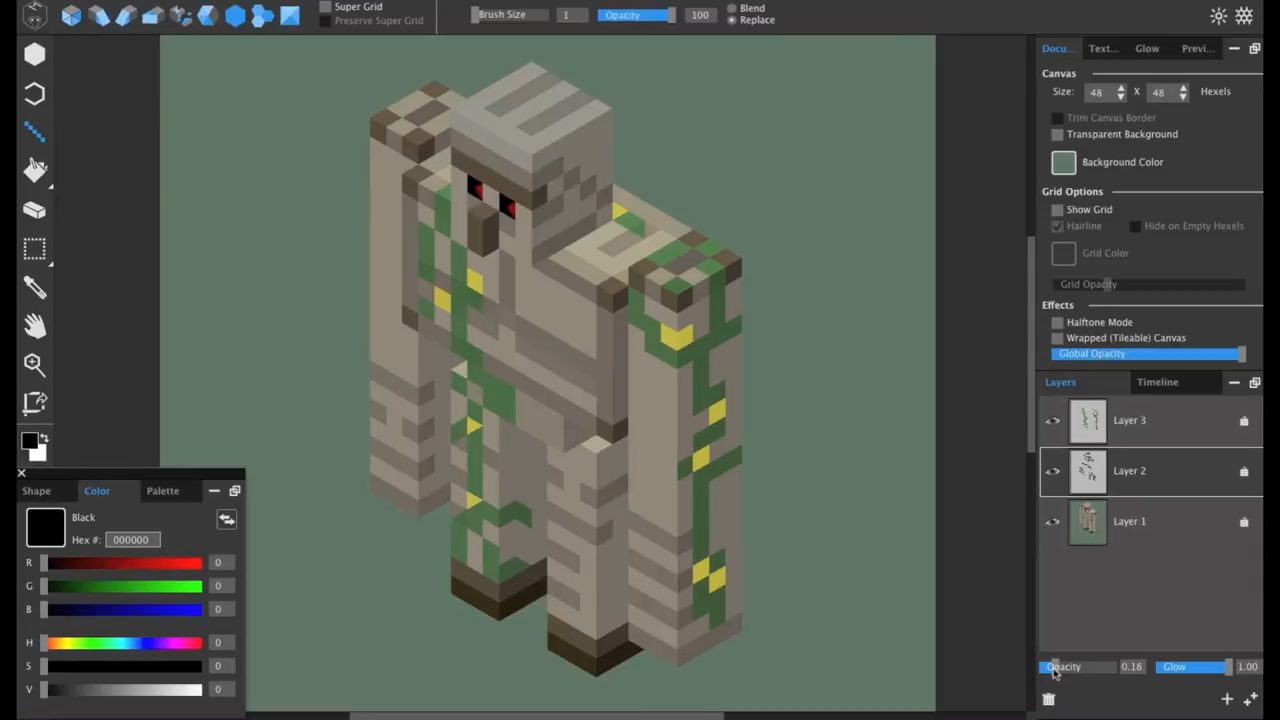 Super Grid
Preserve Super Grid
Brush Size 1
Opacity 100
Blend
Replace
Docu... Text... Glow Previ...
Canvas
Size: 48 X 48 Hexels
Trim Canvas Border
Transparent Background
Background Color
Grid Options
Show Grid
Hairline Hide on Empty Hexels
Grid Color
Grid Opacity
Effects
Halftone Mode
Wrapped (Tileable) Canvas
Global Opacity
Layers Timeline
Layer 3
Layer 2
Layer 1
Opacity 0.18 Glow 1.00
Shape Color Palette
Black
Hex #: 000000
R 0
G 0
B 0
H 0
S 0
V 0